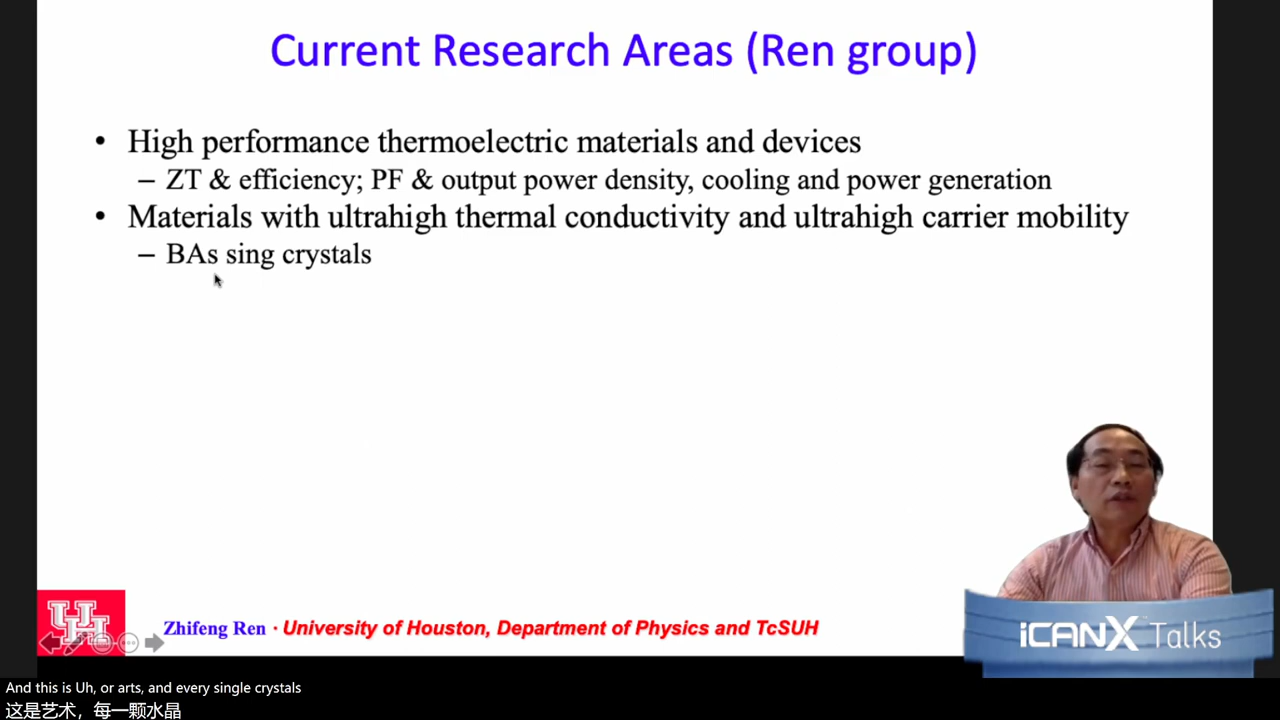 Current Research Areas (Ren group)
• High performance thermoelectric materials and devices
– ZT & efficiency; PF & output power density, cooling and power generation
• Materials with ultrahigh thermal conductivity and ultrahigh carrier mobility
– BAs sing crystals
UH
Zhifeng Ren · University of Houston, Department of Physics and TcSUH
iCANX Talks
And this is Uh, or arts, and every single crystals
这是艺术，每一颗水晶